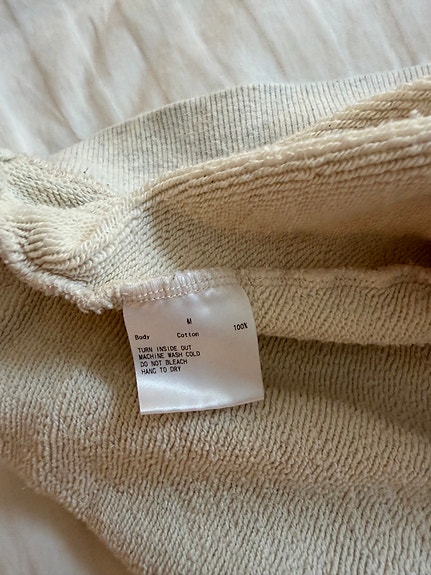 M
Body Cotton 100%
TURN INSIDE OUT
MACHINE WASH COLD
DO NOT BLEACH
HANG TO DRY